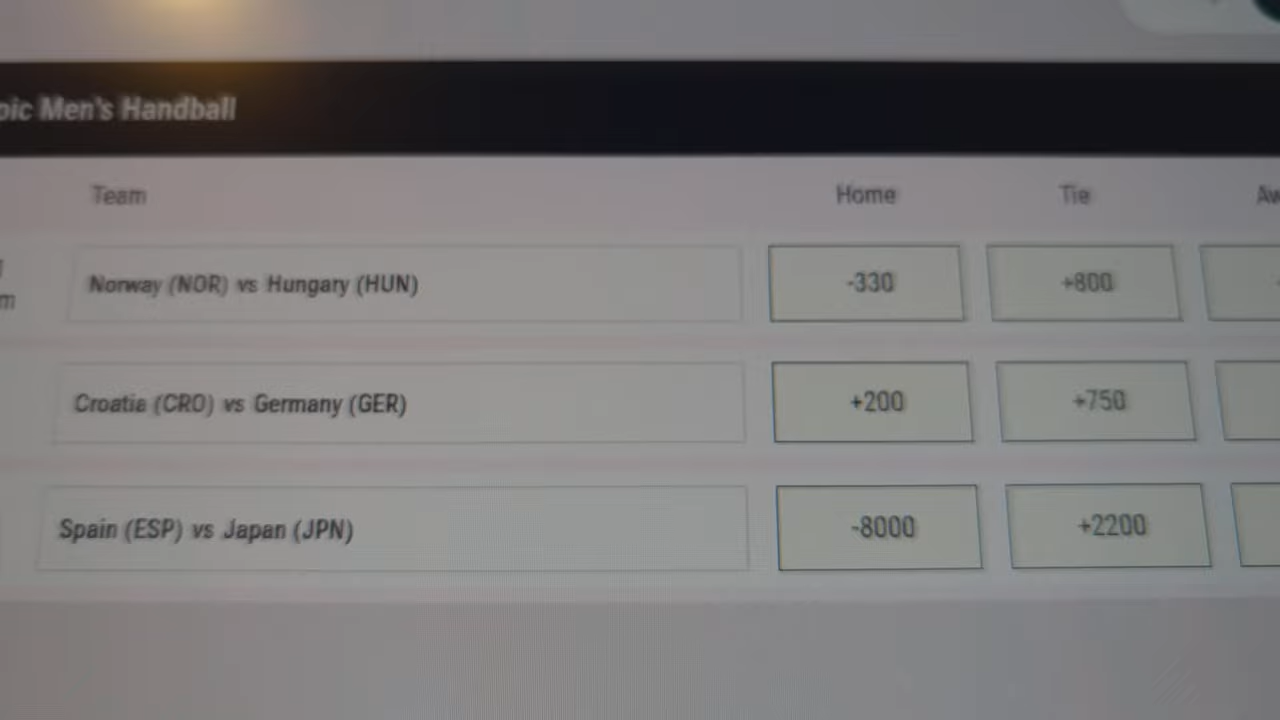 pic Men's Handball
Team Home Tie Aw
m
Norway (NOR) vs Hungary (HUN) -330 +800
Croatia (CRO) vs Germany (GER) +200 +750
Spain (ESP) vs Japan (JPN) -8000 +2200